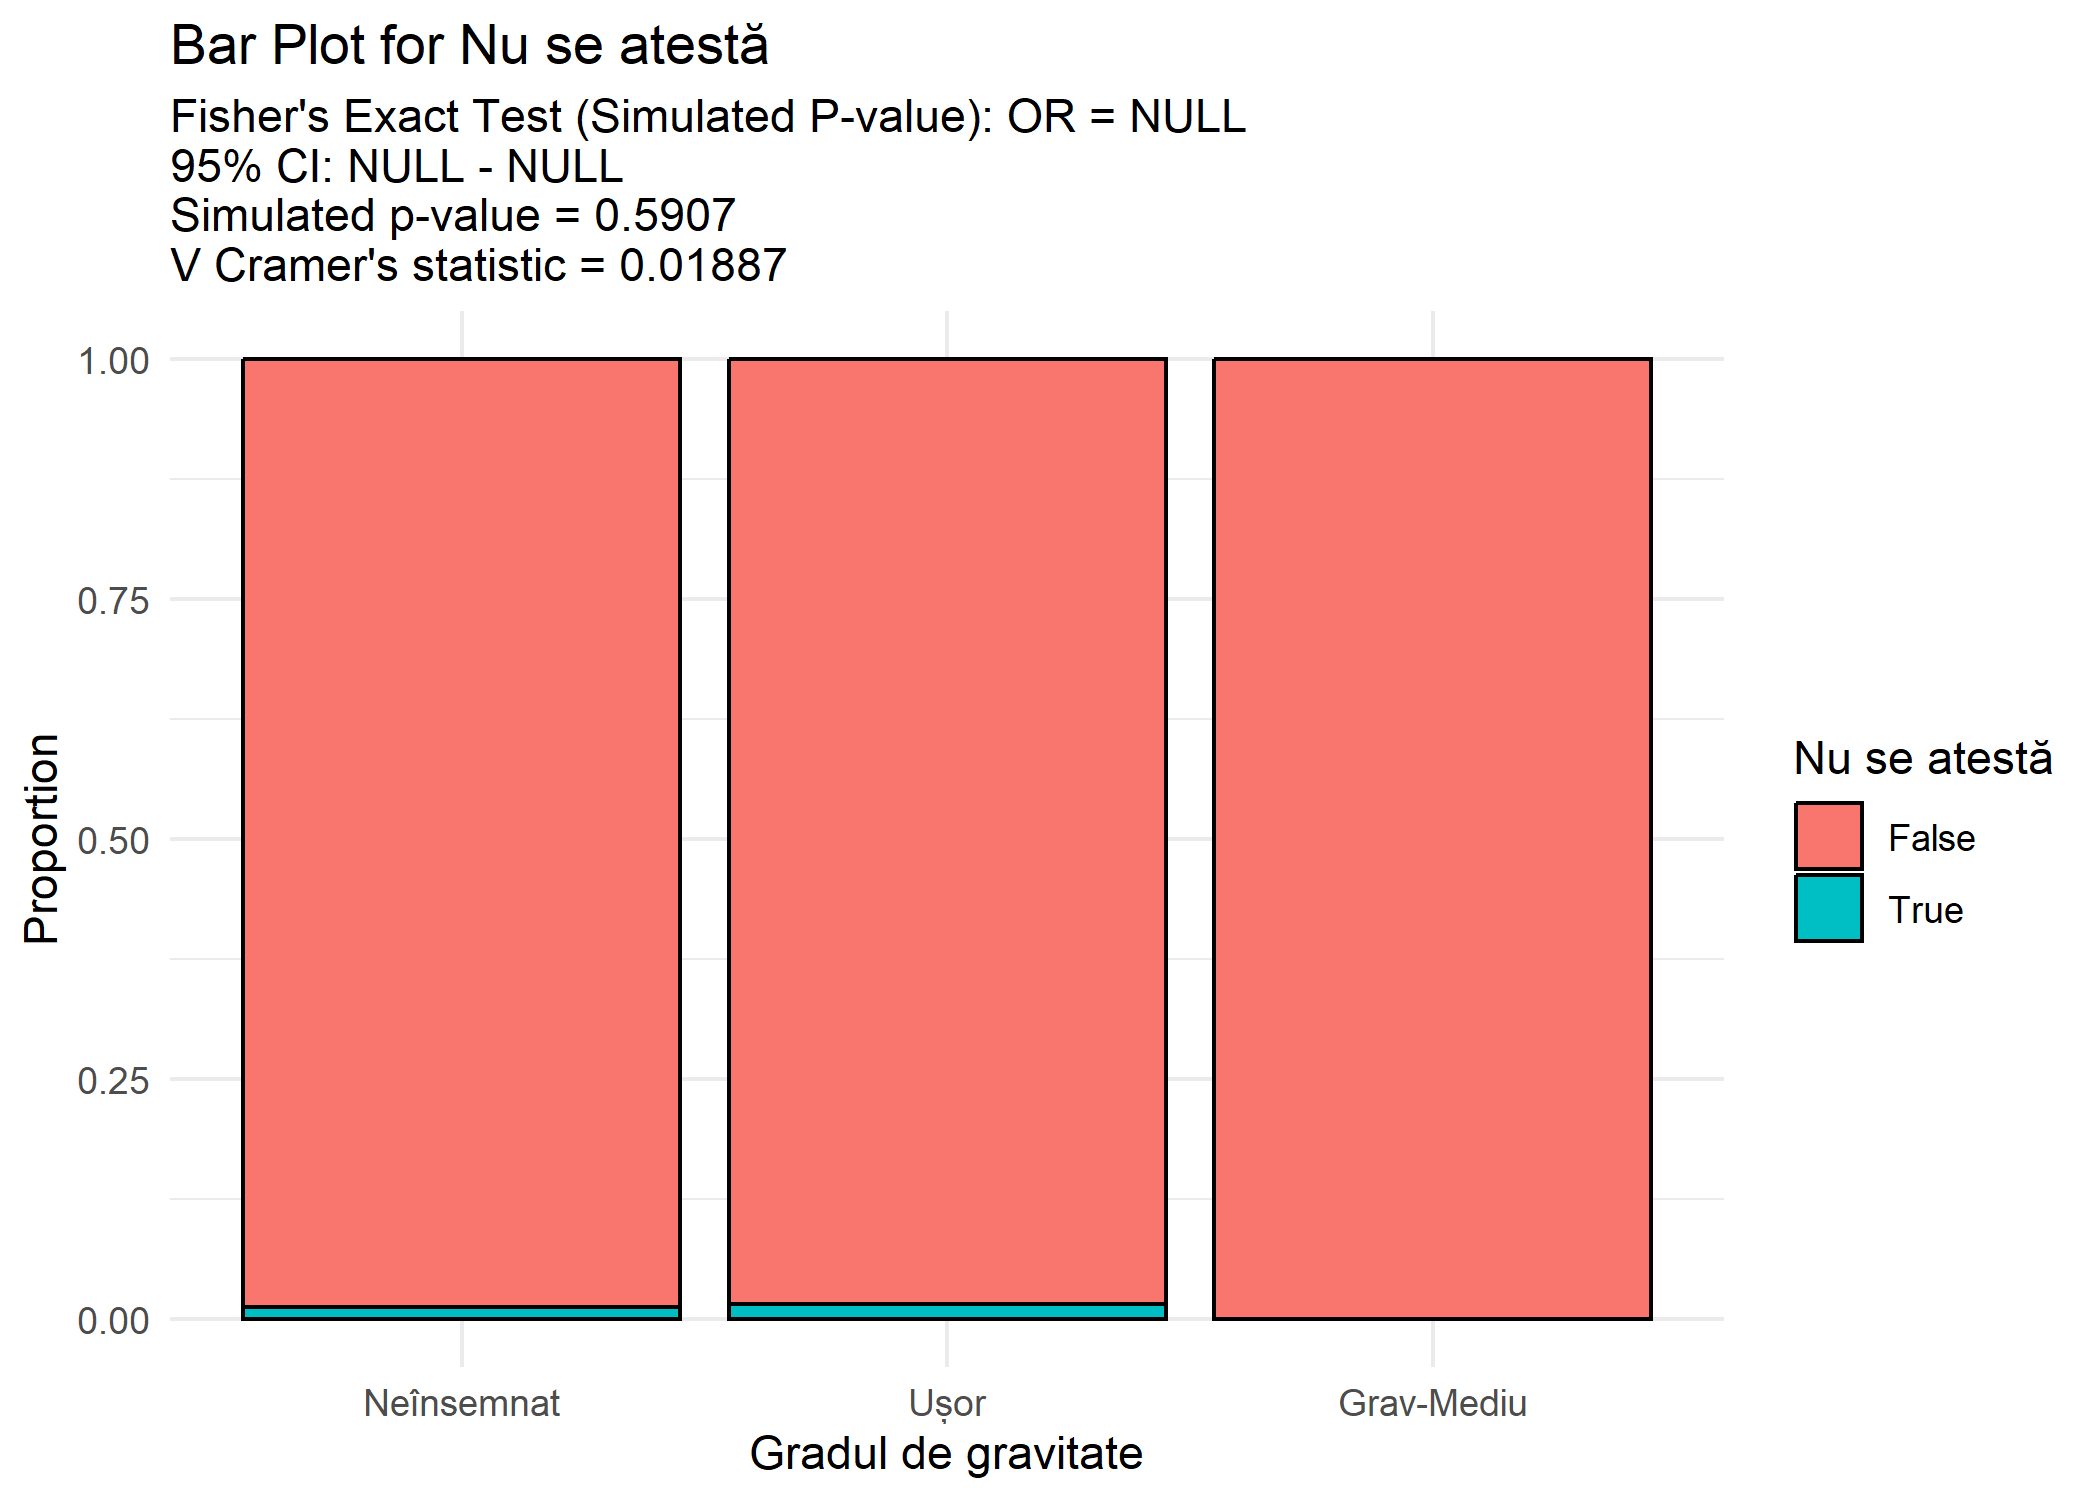 Bar Plot for Nu se atestă
Fisher's Exact Test (Simulated P-value): OR = NULL
95% CI: NULL - NULL
Simulated p-value = 0.5907
V Cramer's statistic = 0.01887
1.00
0.75
0.50
0.25
0.00
Proportion
Neînsemnat
Ușor
Grav-Mediu
Gradul de gravitate
Nu se atestă
False
True